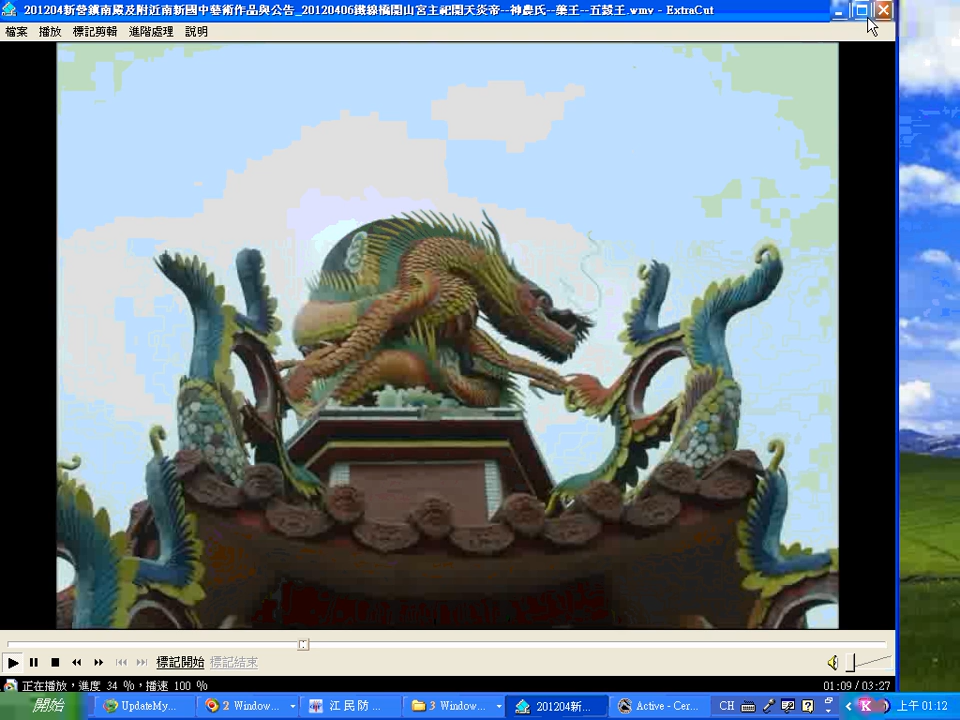 201204新營鎮南殿及附近南新國中藝術作品與公告_20120406鐵線橋開山宮主祀開天炎帝--神農氏--藥王--五穀王.wmv - ExtraCut
檔案 播放 標記剪輯 進階處理 說明
標記開始 標記結束
正在播放，進度 34 %，播速 100 %
01:09 / 03:27
開始 UpdateMy... 2 Window... 江民防... 3 Window... 201204新... Active - Cer... CH 上午 01:12